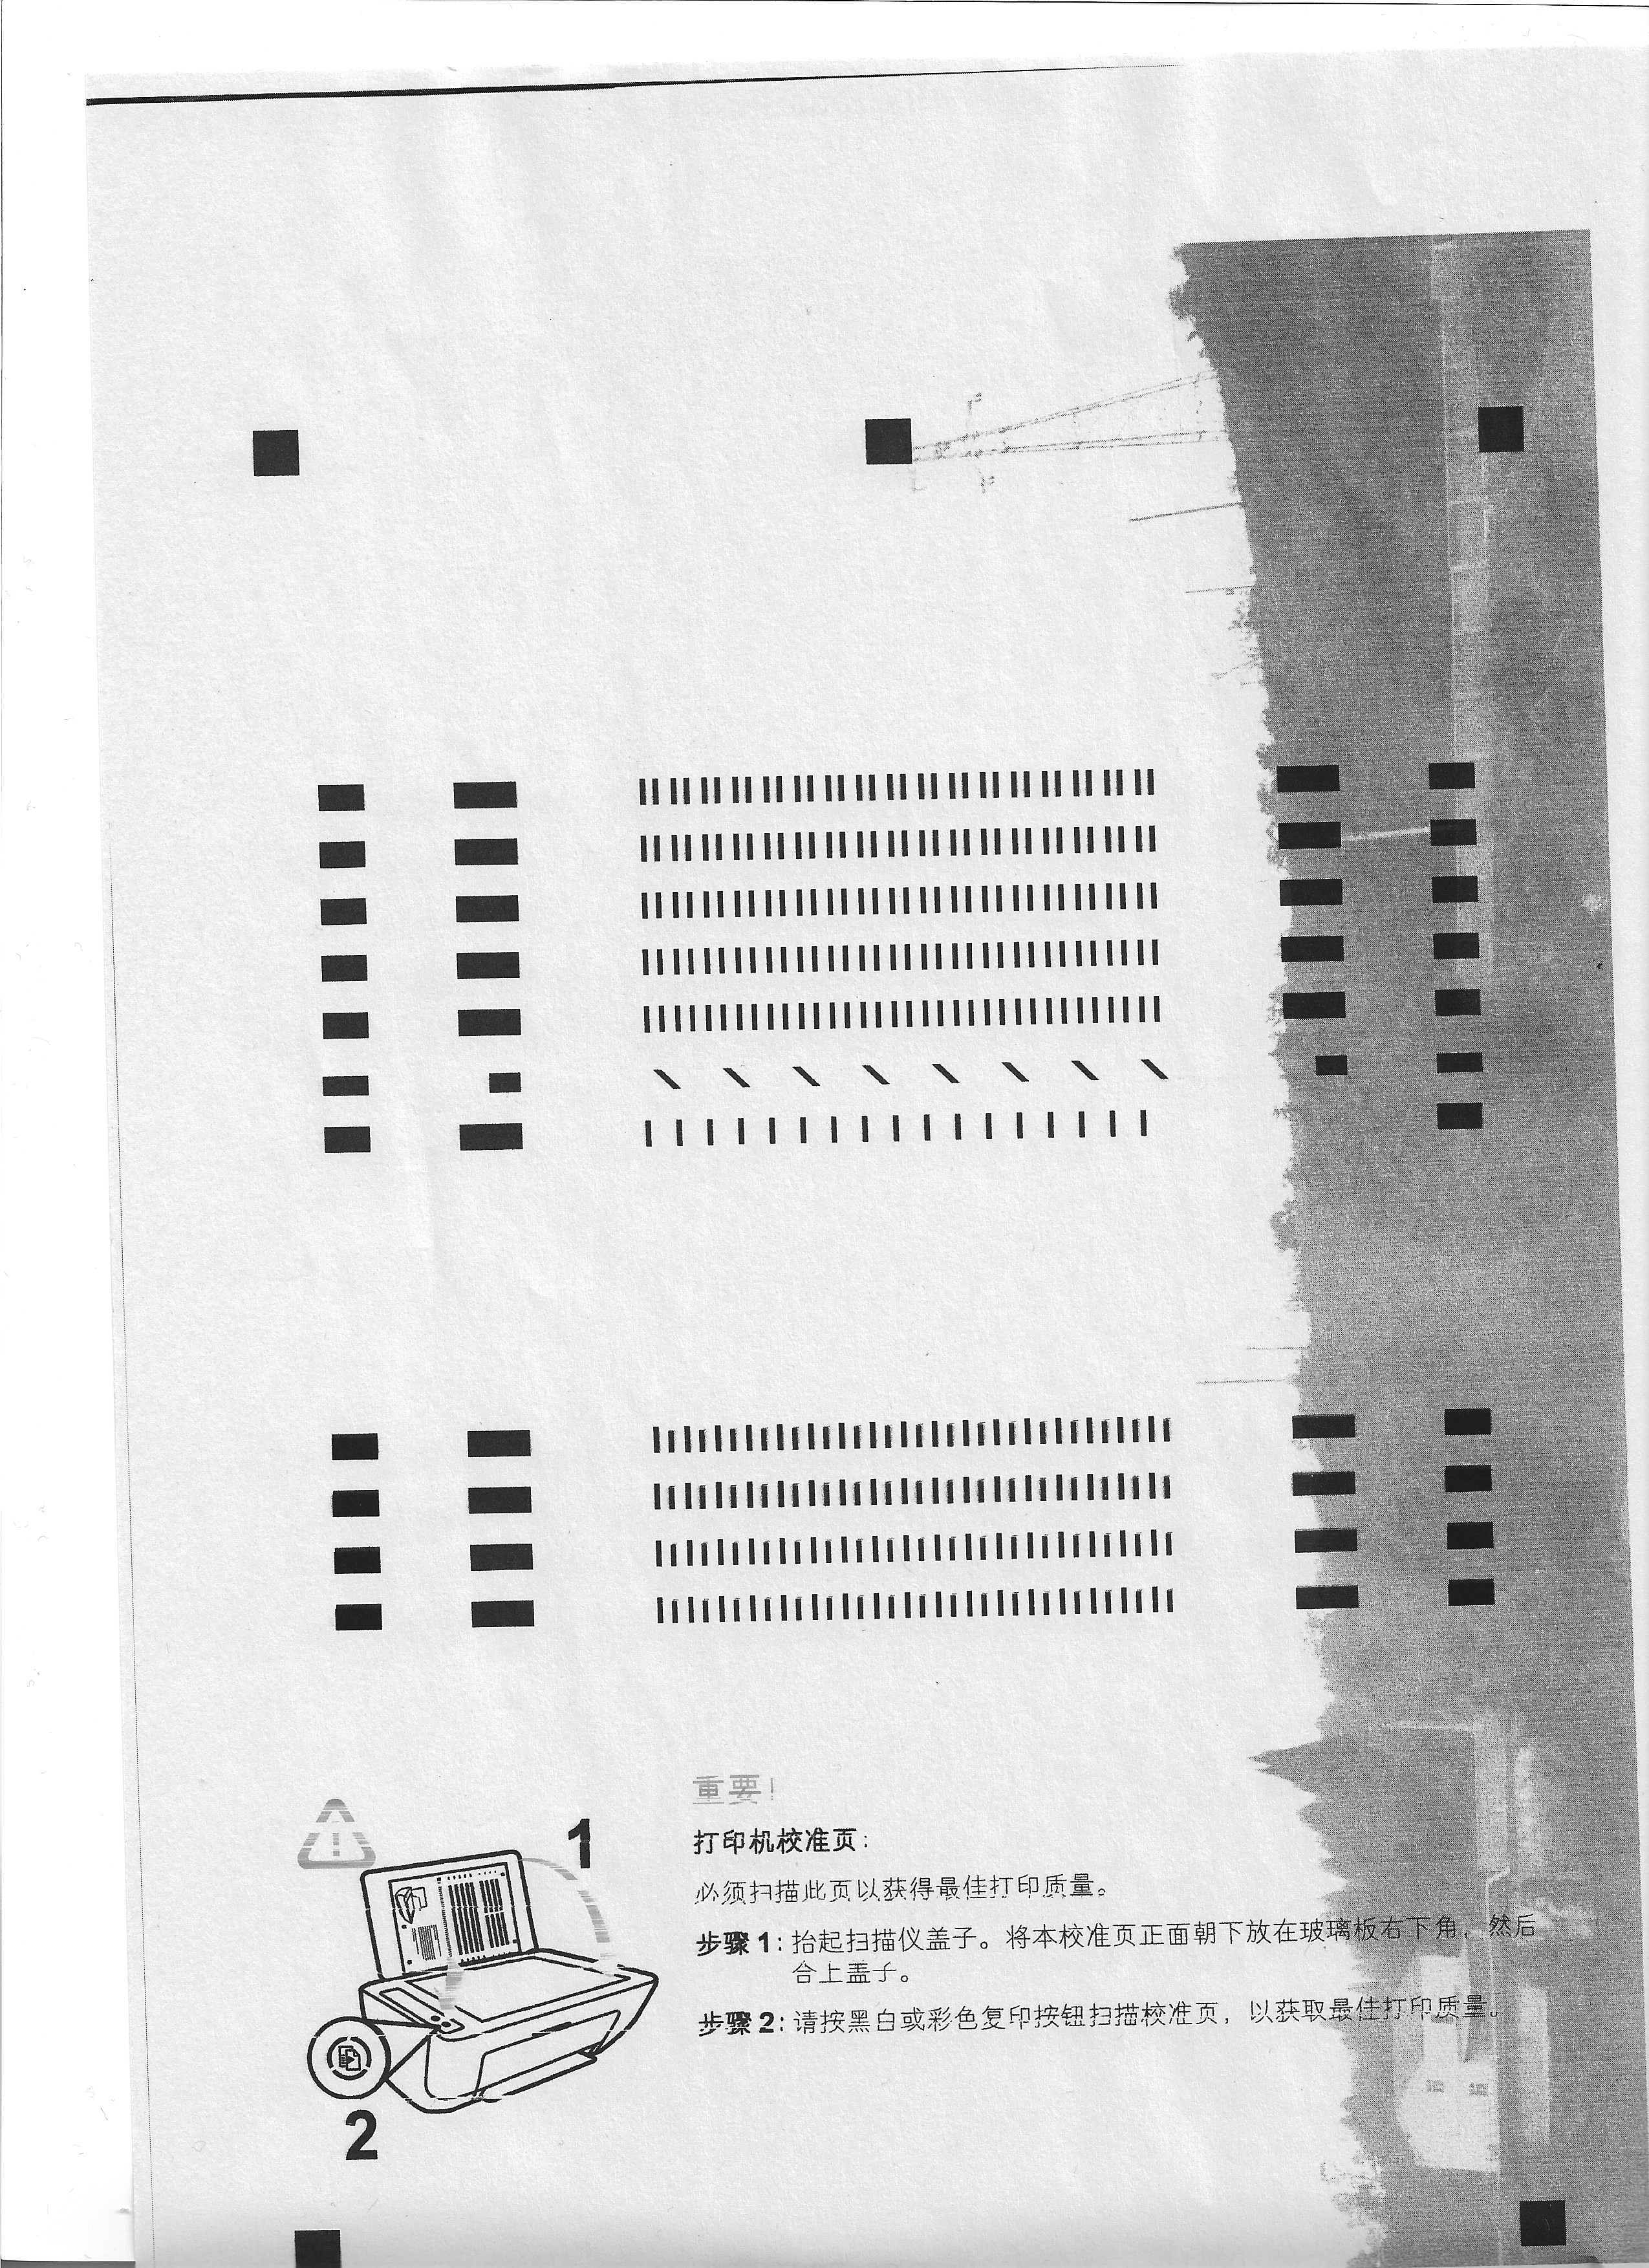 重要!
1
打印机校准页:
必须扫描此页以获得最佳打印质量。
步骤 1: 抬起扫描仪盖子。将本校准页正面朝下放在玻璃板右下角，然后
合上盖子。
步骤 2: 请按黑白或彩色复印按钮扫描校准页，以获取最佳打印质量。
2